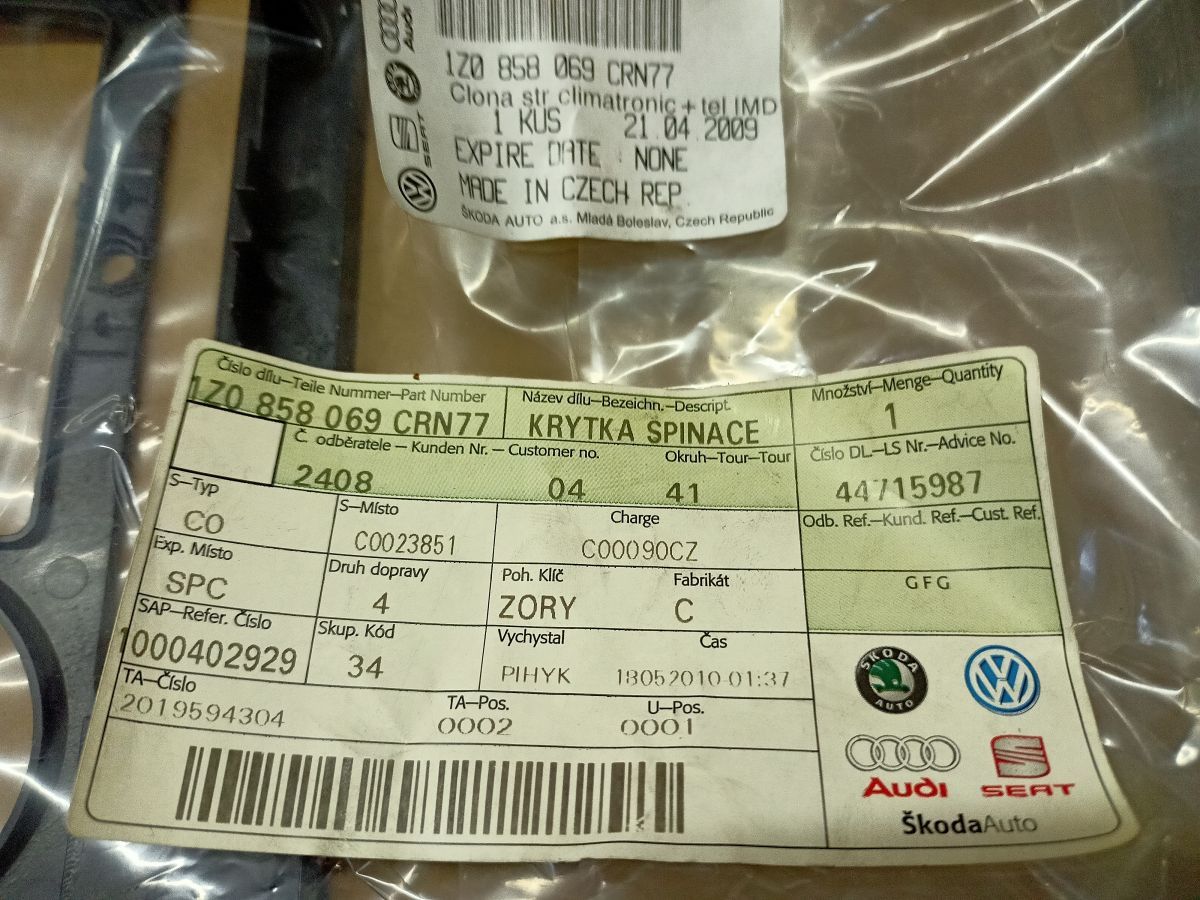 Audi
SEAT
1Z0 858 069 CRN77
Clona str climatronic + tel IMD
1 KUS 21.04.2009
EXPIRE DATE : NONE
MADE IN CZECH REP.
ŠKODA AUTO a.s. Mladá Boleslav, Czech Republic
Číslo dílu–Teile Nummer–Part Number
1Z0 858 069 CRN77
Název dílu–Bezeichn.–Descript.
KRYTKA SPINACE
Množství–Menge–Quantity
1
Č. odběratele – Kunden Nr. – Customer no.
Okruh–Tour–Tour
2408 04 41
Číslo DL–LS Nr.–Advice No.
44715987
S–Typ
CO
S–Místo
C0023851
Charge
C00090CZ
Odb. Ref.–Kund. Ref.–Cust. Ref.
GFG
Exp. Místo
SPC
Druh dopravy
4
Poh. Klíč
ZORY
Fabrikát
C
SAP–Refer. Číslo
1000402929
Skup. Kód
34
Vychystal
PIHYK
Čas
18052010-01:37
TA–Číslo
2019594304
TA–Pos.
0002
U–Pos.
0001
ŠKODA
AUTO
Audi
SEAT
ŠkodaAuto